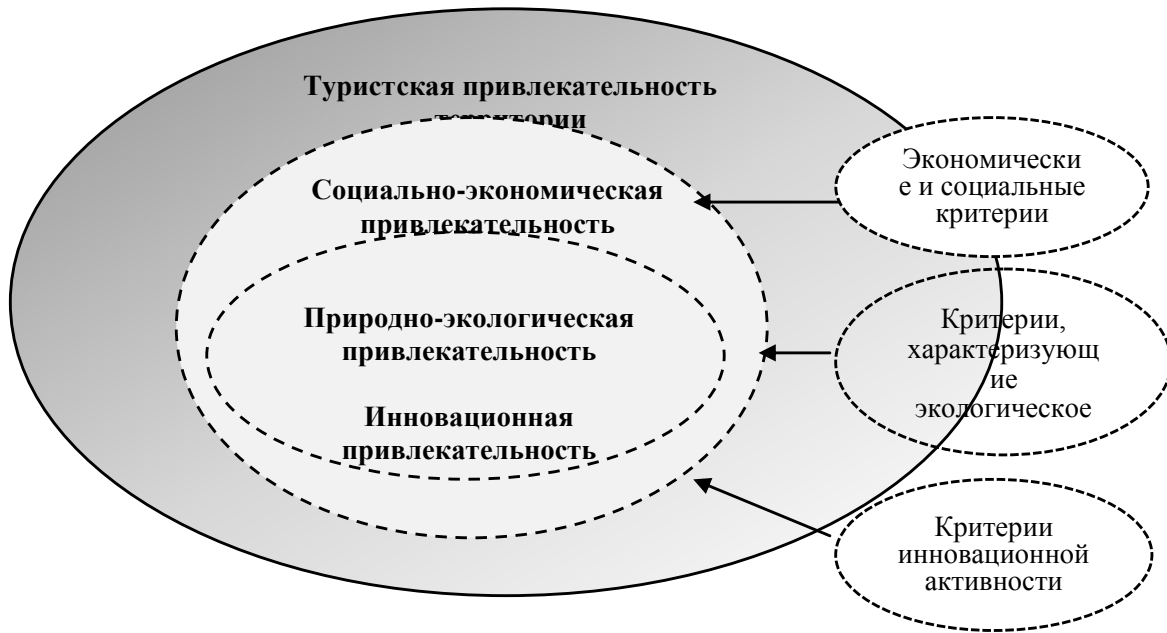 Туристская привлекательность
территории
Социально-экономическая
привлекательность
Природно-экологическая
привлекательность
Инновационная
привлекательность
Экономически
е и социальные
критерии
Критерии,
характеризующ
ие
экологическое
Критерии
инновационной
активности